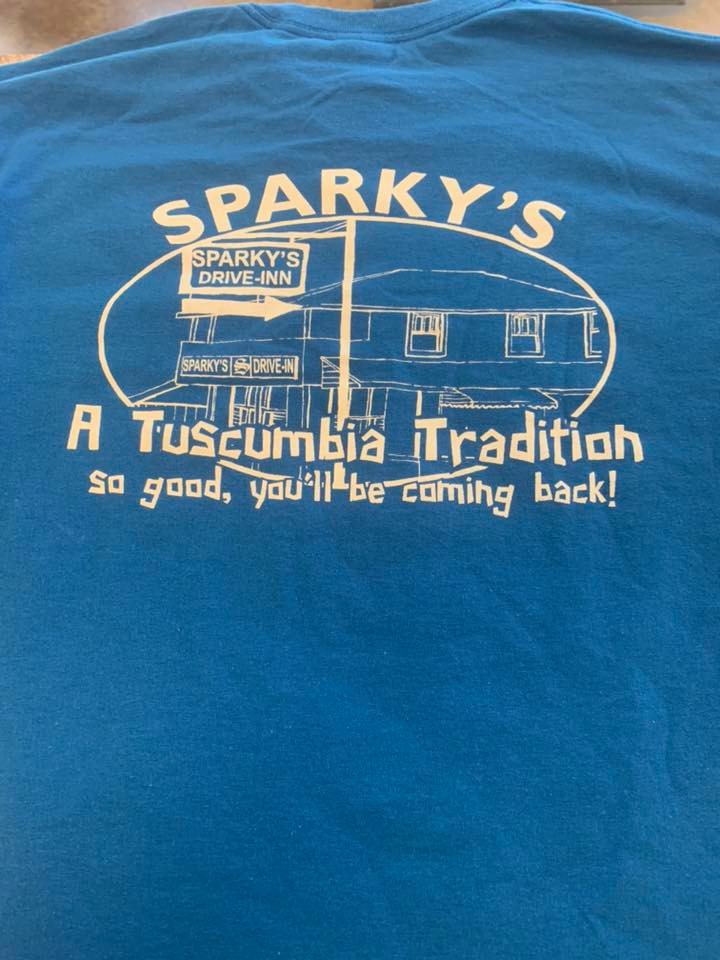 SPARKY'S
SPARKY'S
DRIVE-INN
SPARKY'S S DRIVE-IN
A Tuscumbia Tradition
so good, you'll be coming back!